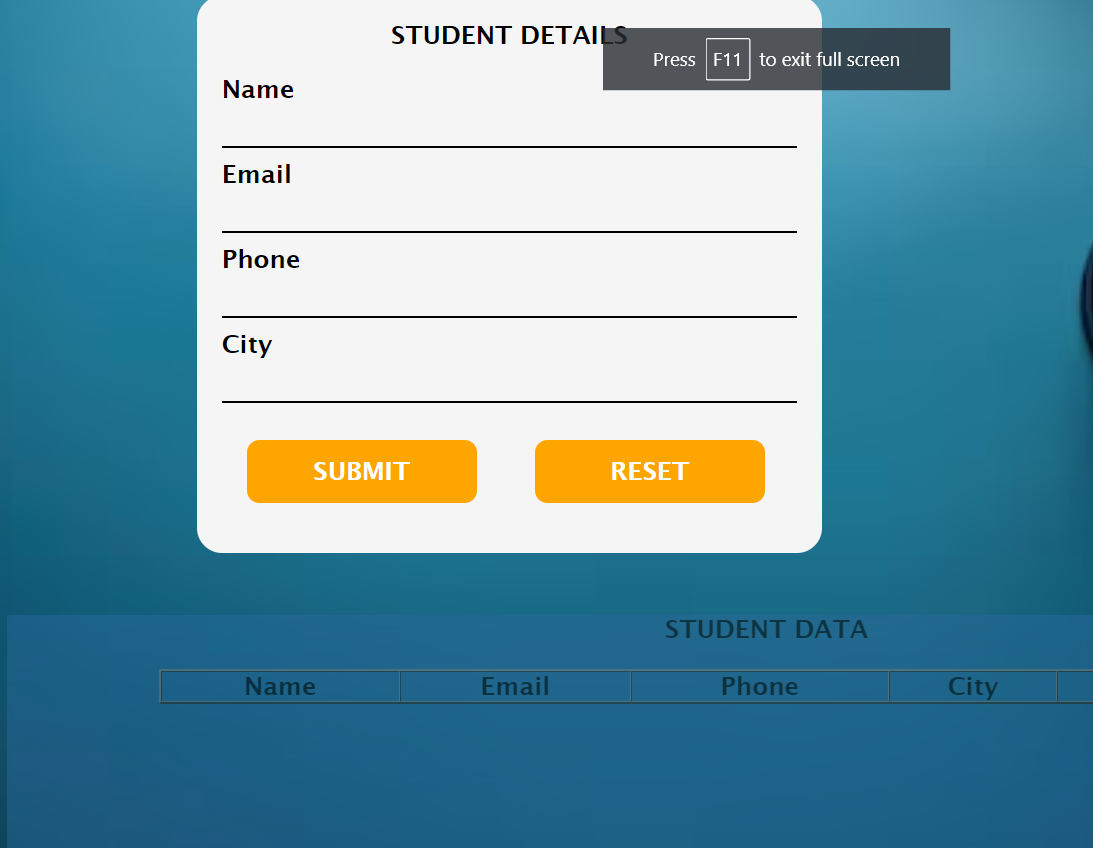 STUDENT DETAILS
Press F11 to exit full screen
Name
Email
Phone
City
SUBMIT RESET
STUDENT DATA
Name Email Phone City